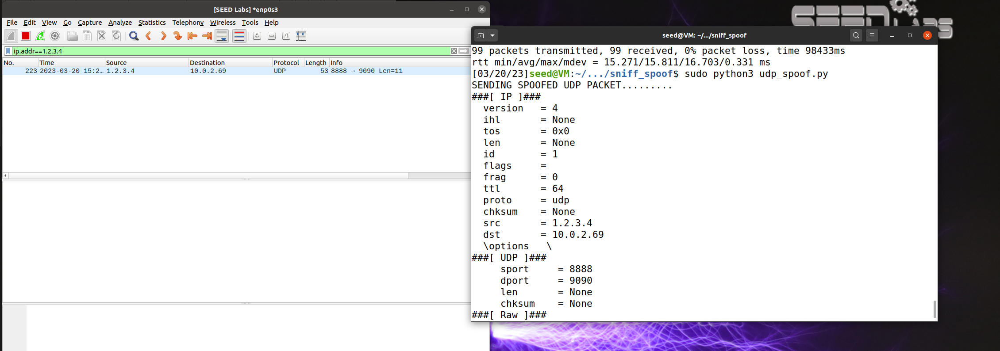 [SEED Labs] *enp0s3
File Edit View Go Capture Analyze Statistics Telephony Wireless Tools Help
ip.addr==1.2.3.4
No. Time Source Destination Protocol Length Info
223 2023-03-20 15:2… 1.2.3.4 10.0.2.69 UDP 53 8888 → 9090 Len=11
SEED LABS
seed@VM: ~/.../sniff_spoof
99 packets transmitted, 99 received, 0% packet loss, time 98433ms
rtt min/avg/max/mdev = 15.271/15.811/16.703/0.331 ms
[03/20/23]seed@VM:~/.../sniff_spoof$ sudo python3 udp_spoof.py
SENDING SPOOFED UDP PACKET.........
###[ IP ]###
version = 4
ihl = None
tos = 0x0
len = None
id = 1
flags =
frag = 0
ttl = 64
proto = udp
chksum = None
src = 1.2.3.4
dst = 10.0.2.69
\options \
###[ UDP ]###
sport = 8888
dport = 9090
len = None
chksum = None
###[ Raw ]###